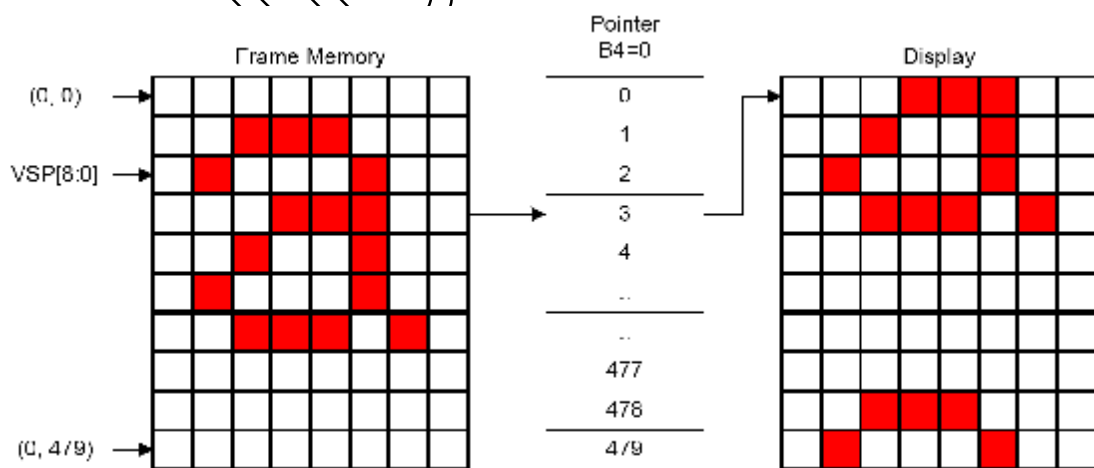 Pointer
B4=0
Frame Memory
Display
(0, 0)
0
1
VSP[8:0]
2
3
4
..
..
477
478
(0, 479)
479